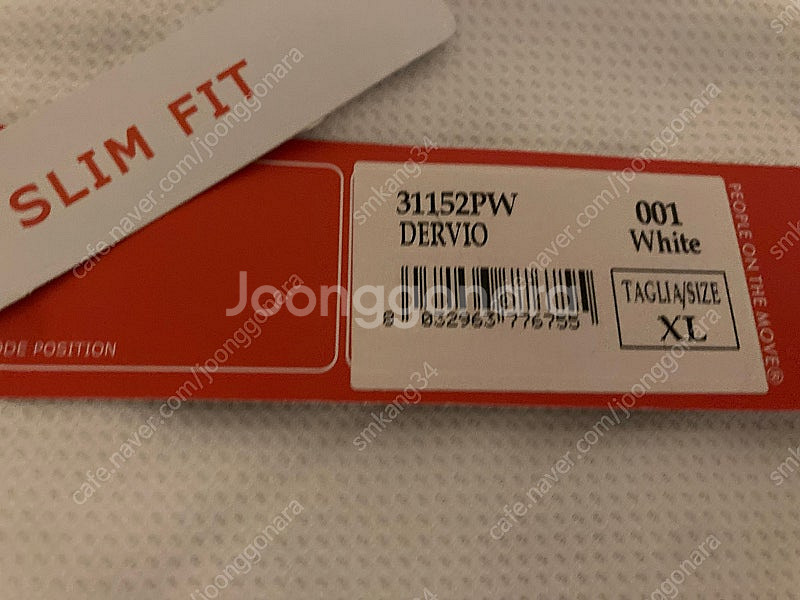 SLIM FIT
31152PW
DERVIO
001
White
8 032963 776755
TAGLIA/SIZE
XL
PEOPLE ON THE MOVE®
ODE POSITION
Joonggonara
cafe.naver.com/joonggonara
smkang34